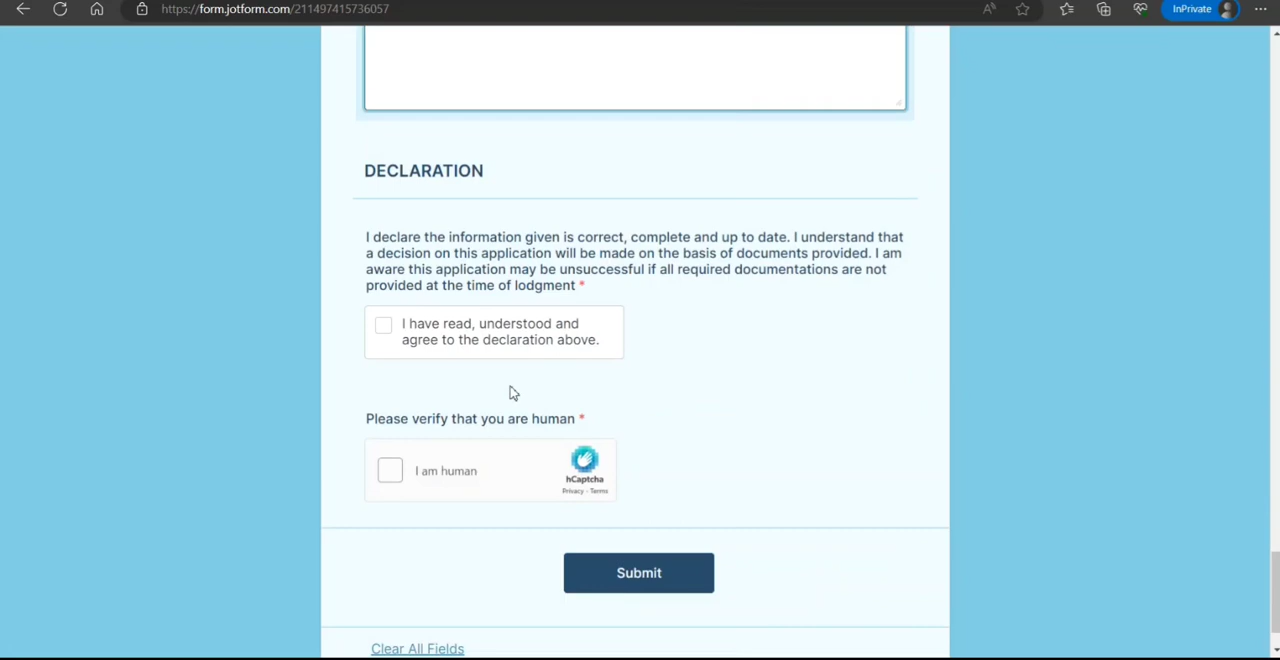 https://form.jotform.com/211497415736057
InPrivate
DECLARATION
I declare the information given is correct, complete and up to date. I understand that
a decision on this application will be made on the basis of documents provided. I am
aware this application may be unsuccessful if all required documentations are not
provided at the time of lodgment *
I have read, understood and
agree to the declaration above.
Please verify that you are human *
I am human
hCaptcha
Privacy - Terms
Submit
Clear All Fields